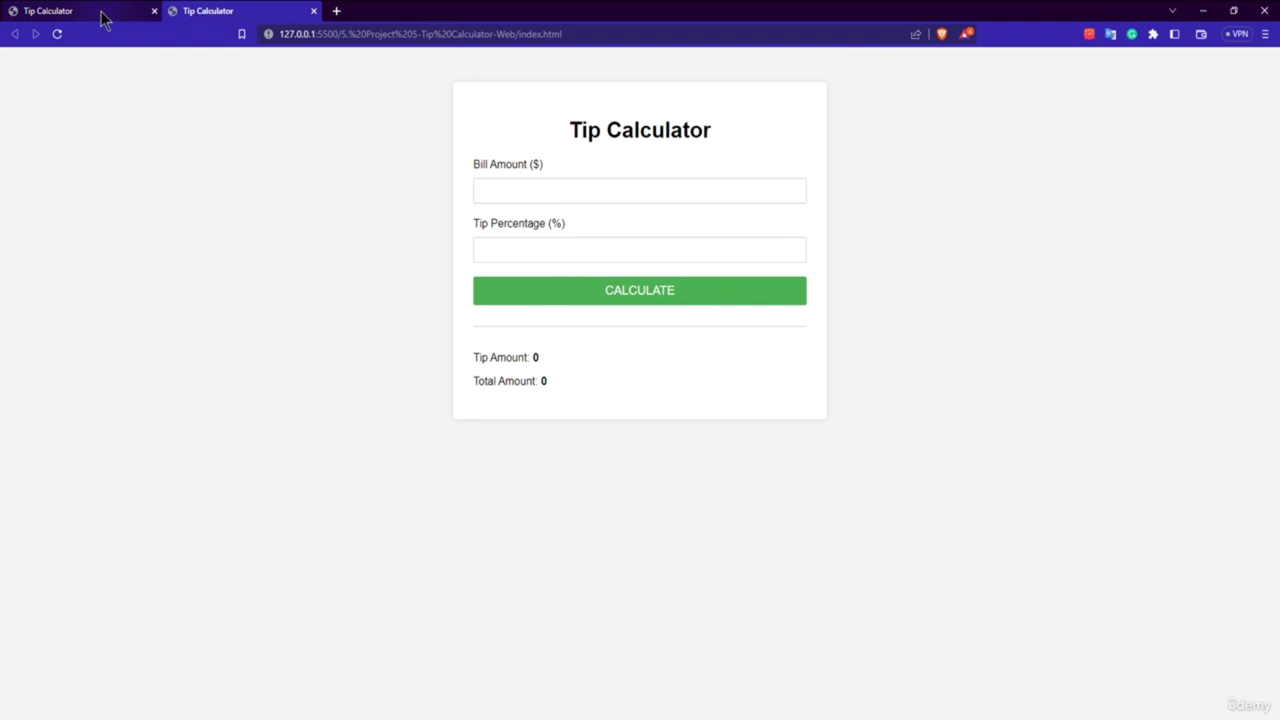 Tip Calculator
Tip Calculator
127.0.0.1:5500/5.%20Project%205-Tip%20Calculator-Web/index.html
VPN
Tip Calculator
Bill Amount ($)
Tip Percentage (%)
CALCULATE
Tip Amount: 0
Total Amount: 0
ûdemy